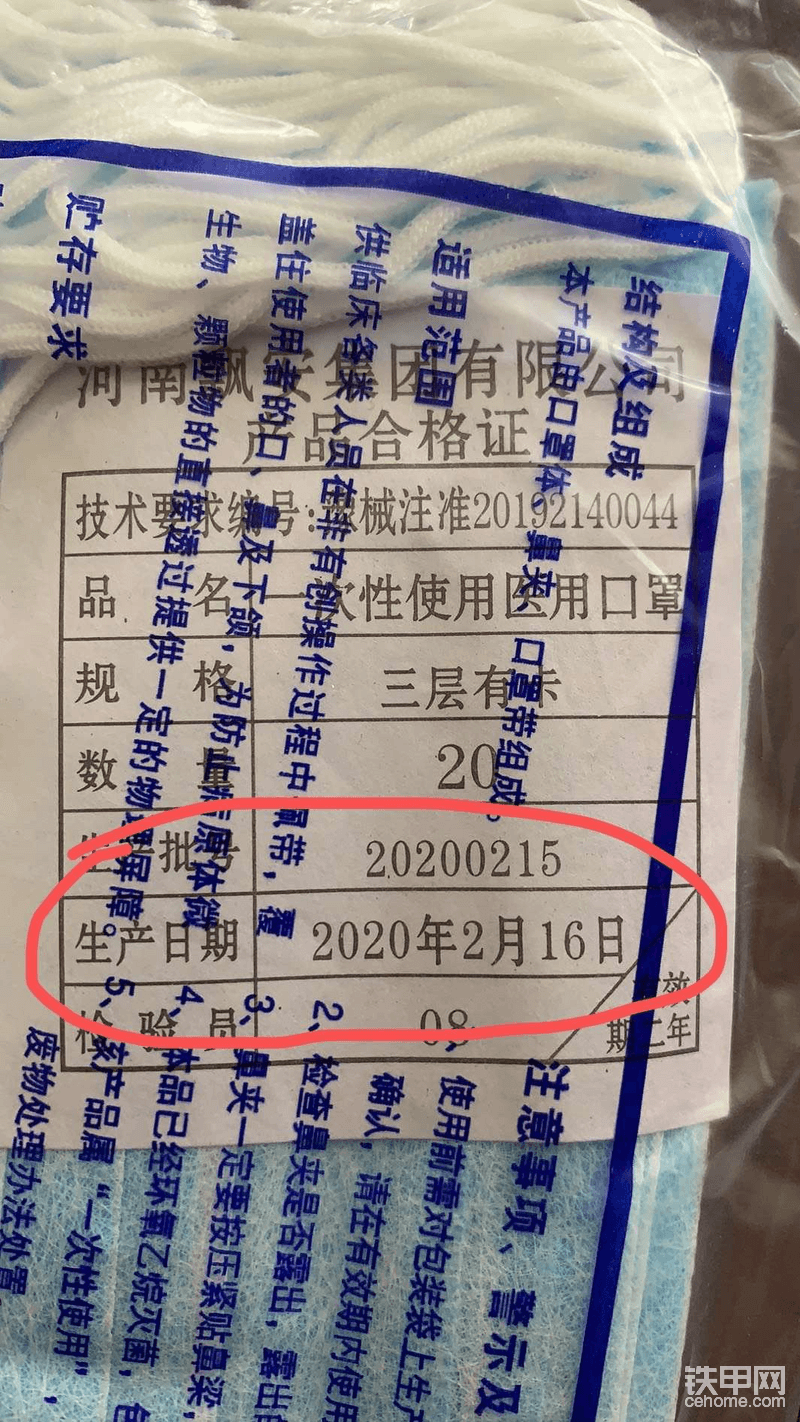 河南飘安集团有限公司
产品合格证
技术要求编号:豫械注准20192140044
品 名 一次性使用医用口罩
规 格 三层有卡
数 量 20
生产批号 20200215
生产日期 2020年2月16日
检验员 08
有效
期二年
结构及组成
本产品由口罩体、鼻夹、口罩带组成。
适用范围
供临床各类人员在非有创操作过程中佩带，覆
盖住使用者的口、鼻及下颌，为防止病原体微
生物、颗粒物的直接透过提供一定的物理屏障。
贮存要求
注意事项、警示及
使用前需对包装袋上生产
确认，请在有效期内使用
2、检查鼻夹是否露出，露出的
3、鼻夹一定要按压紧贴鼻梁，
4、本品已经环氧乙烷灭菌，包
5、该产品属“一次性使用”，
废物处理办法处置
铁甲网
cehome.com